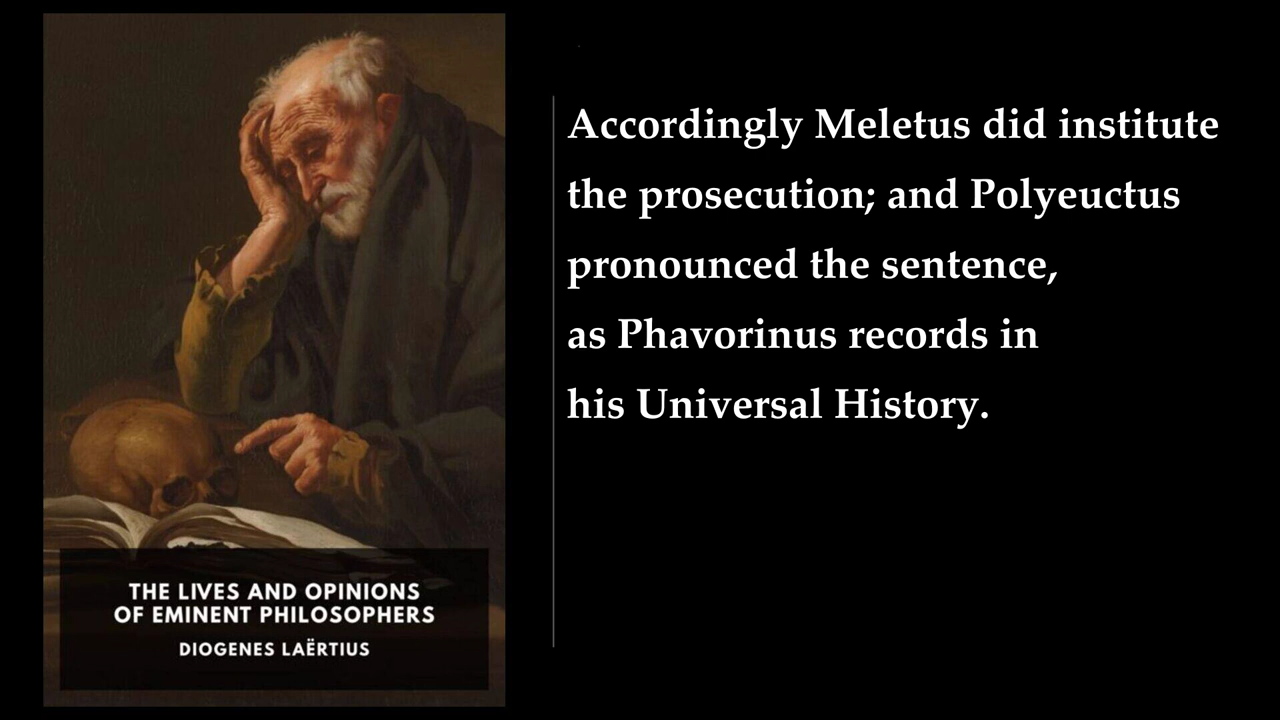 Accordingly Meletus did institute
the prosecution; and Polyeuctus
pronounced the sentence,
as Phavorinus records in
his Universal History.
THE LIVES AND OPINIONS
OF EMINENT PHILOSOPHERS
DIOGENES LAËRTIUS